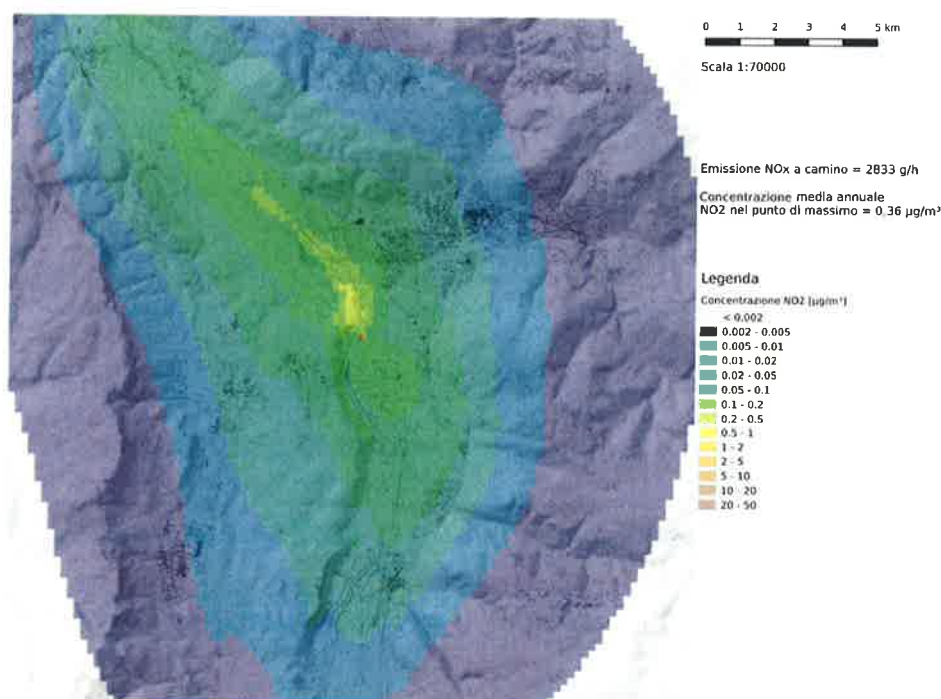 0 1 2 3 4 5 km
Scala 1:70000
Emissione NOx a camino = 2833 g/h
Concentrazione media annuale
NO2 nel punto di massimo = 0,36 µg/m³
Legenda
Concentrazione NO2 [µg/m³]
< 0.002
0.002 - 0.005
0.005 - 0.01
0.01 - 0.02
0.02 - 0.05
0.05 - 0.1
0.1 - 0.2
0.2 - 0.5
0.5 - 1
1 - 2
2 - 5
5 - 10
10 - 20
20 - 50